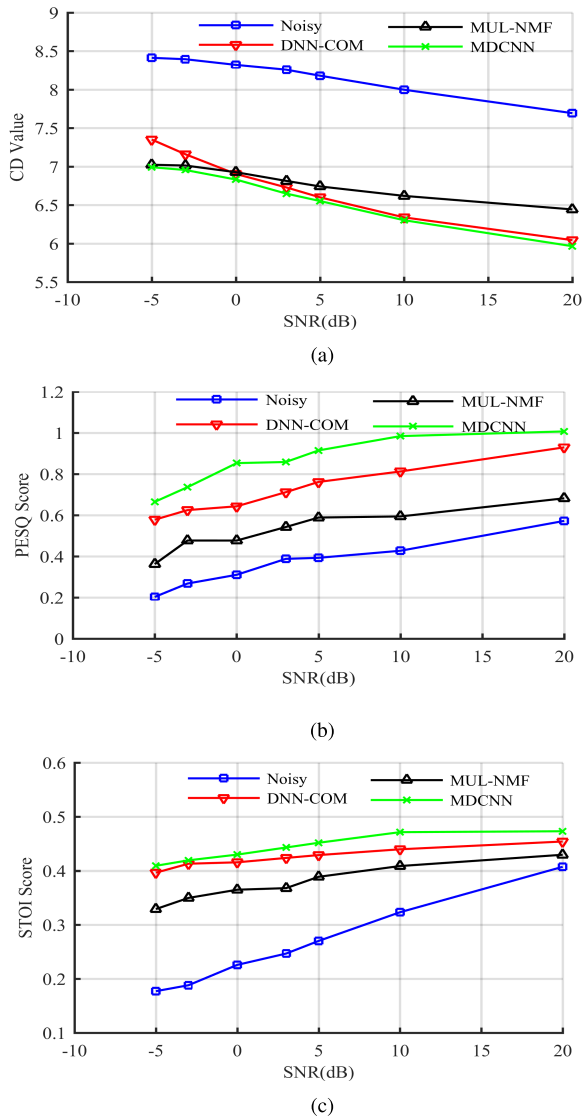 9
8.5
8
7.5
7
6.5
6
5.5
CD Value
Noisy
DNN-COM
MUL-NMF
MDCNN
-10 -5 0 5 10 15 20
SNR(dB)
(a)
1.2
1
0.8
0.6
0.4
0.2
0
PESQ Score
Noisy
DNN-COM
MUL-NMF
MDCNN
-10 -5 0 5 10 15 20
SNR(dB)
(b)
0.6
0.5
0.4
0.3
0.2
0.1
STOI Score
Noisy
DNN-COM
MUL-NMF
MDCNN
-10 -5 0 5 10 15 20
SNR(dB)
(c)